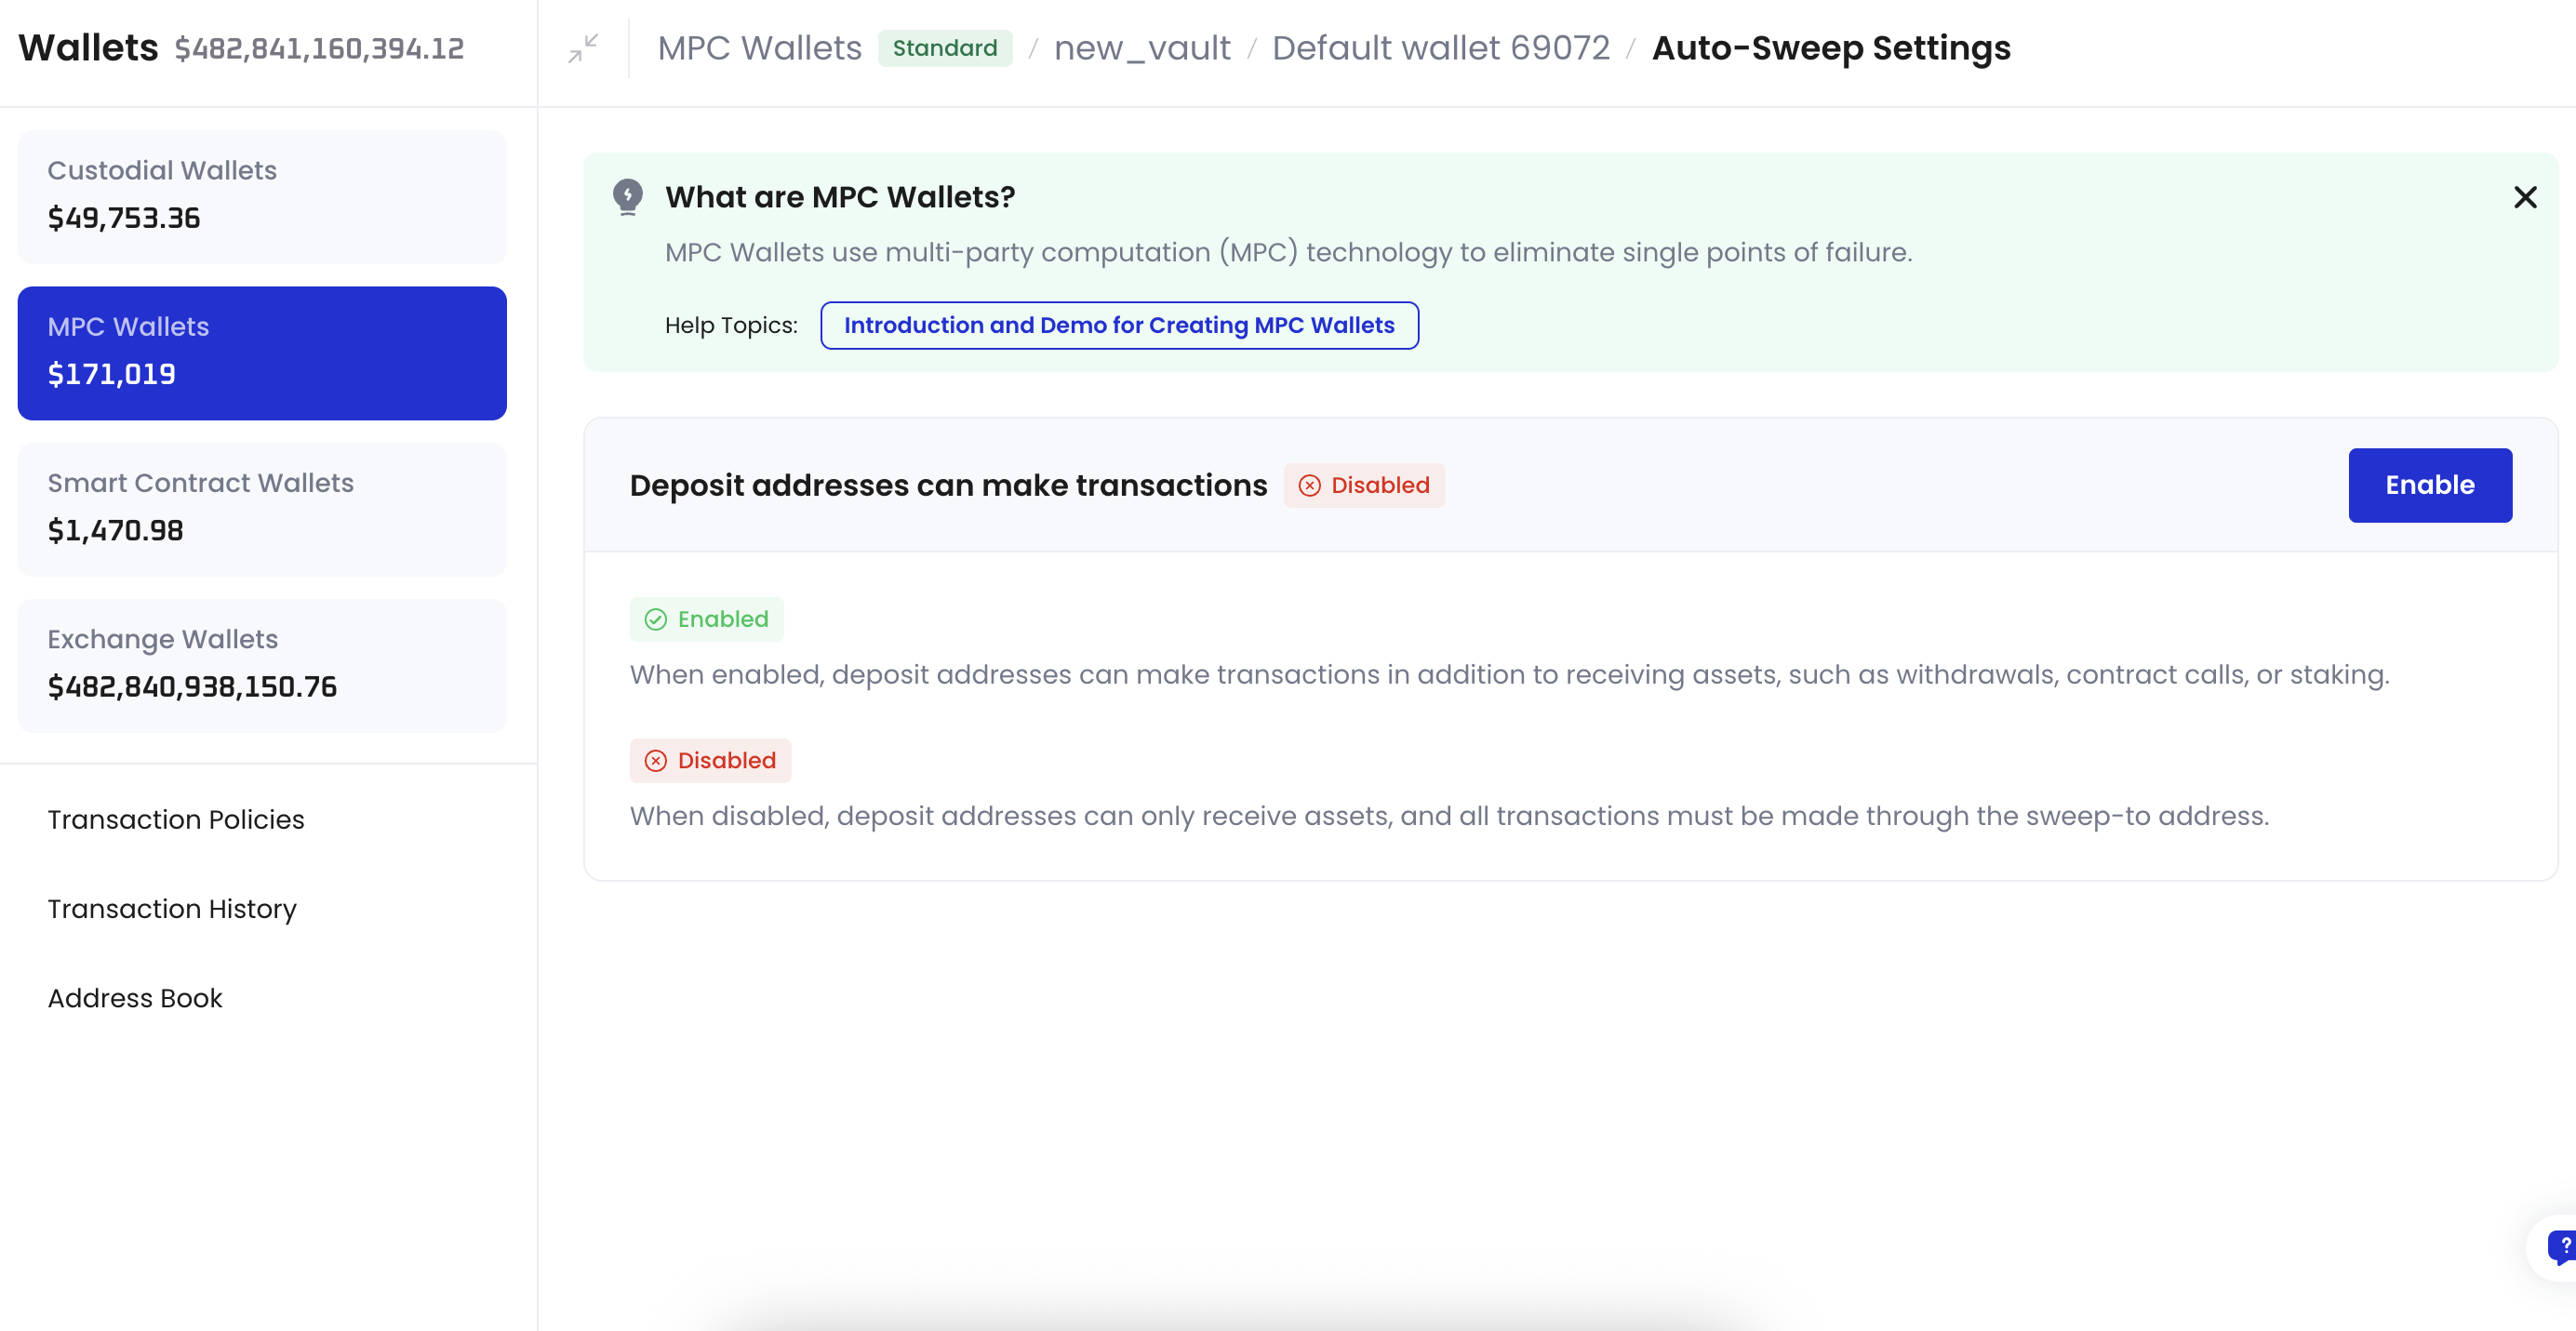 Wallets $482,841,160,394.12
MPC Wallets Standard / new_vault / Default wallet 69072 / Auto-Sweep Settings
Custodial Wallets
$49,753.36
MPC Wallets
$171,019
Smart Contract Wallets
$1,470.98
Exchange Wallets
$482,840,938,150.76
Transaction Policies
Transaction History
Address Book
What are MPC Wallets?
MPC Wallets use multi-party computation (MPC) technology to eliminate single points of failure.
Help Topics: Introduction and Demo for Creating MPC Wallets
Deposit addresses can make transactions Disabled
Enable
Enabled
When enabled, deposit addresses can make transactions in addition to receiving assets, such as withdrawals, contract calls, or staking.
Disabled
When disabled, deposit addresses can only receive assets, and all transactions must be made through the sweep-to address.
?